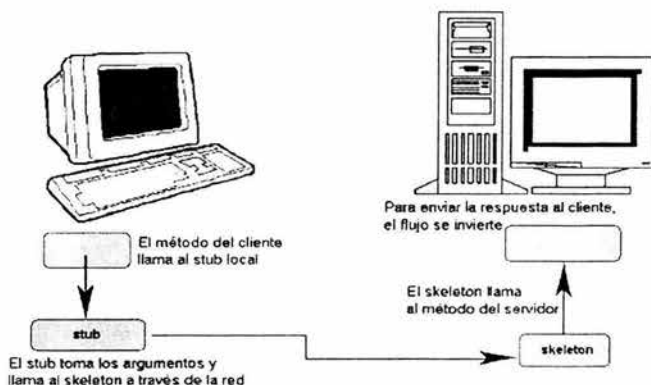 Para enviar la respuesta al cliente,
el flujo se invierte
El método del cliente
llama al stub local
El skeleton llama
al método del servidor
stub
skeleton
El stub toma los argumentos y
llama al skeleton a través de la red